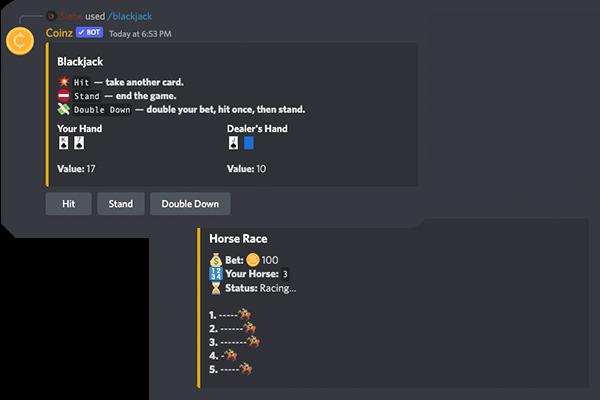 Siebe used /blackjack
Coinz ✓ BOT Today at 6:53 PM
Blackjack
Hit — take another card.
Stand — end the game.
Double Down — double your bet, hit once, then stand.
Your Hand Dealer's Hand
Value: 17 Value: 10
Hit Stand Double Down
Horse Race
Bet: 100
Your Horse: 3
Status: Racing...
1. -----
2. ------
3. -------
4. -
5. -----